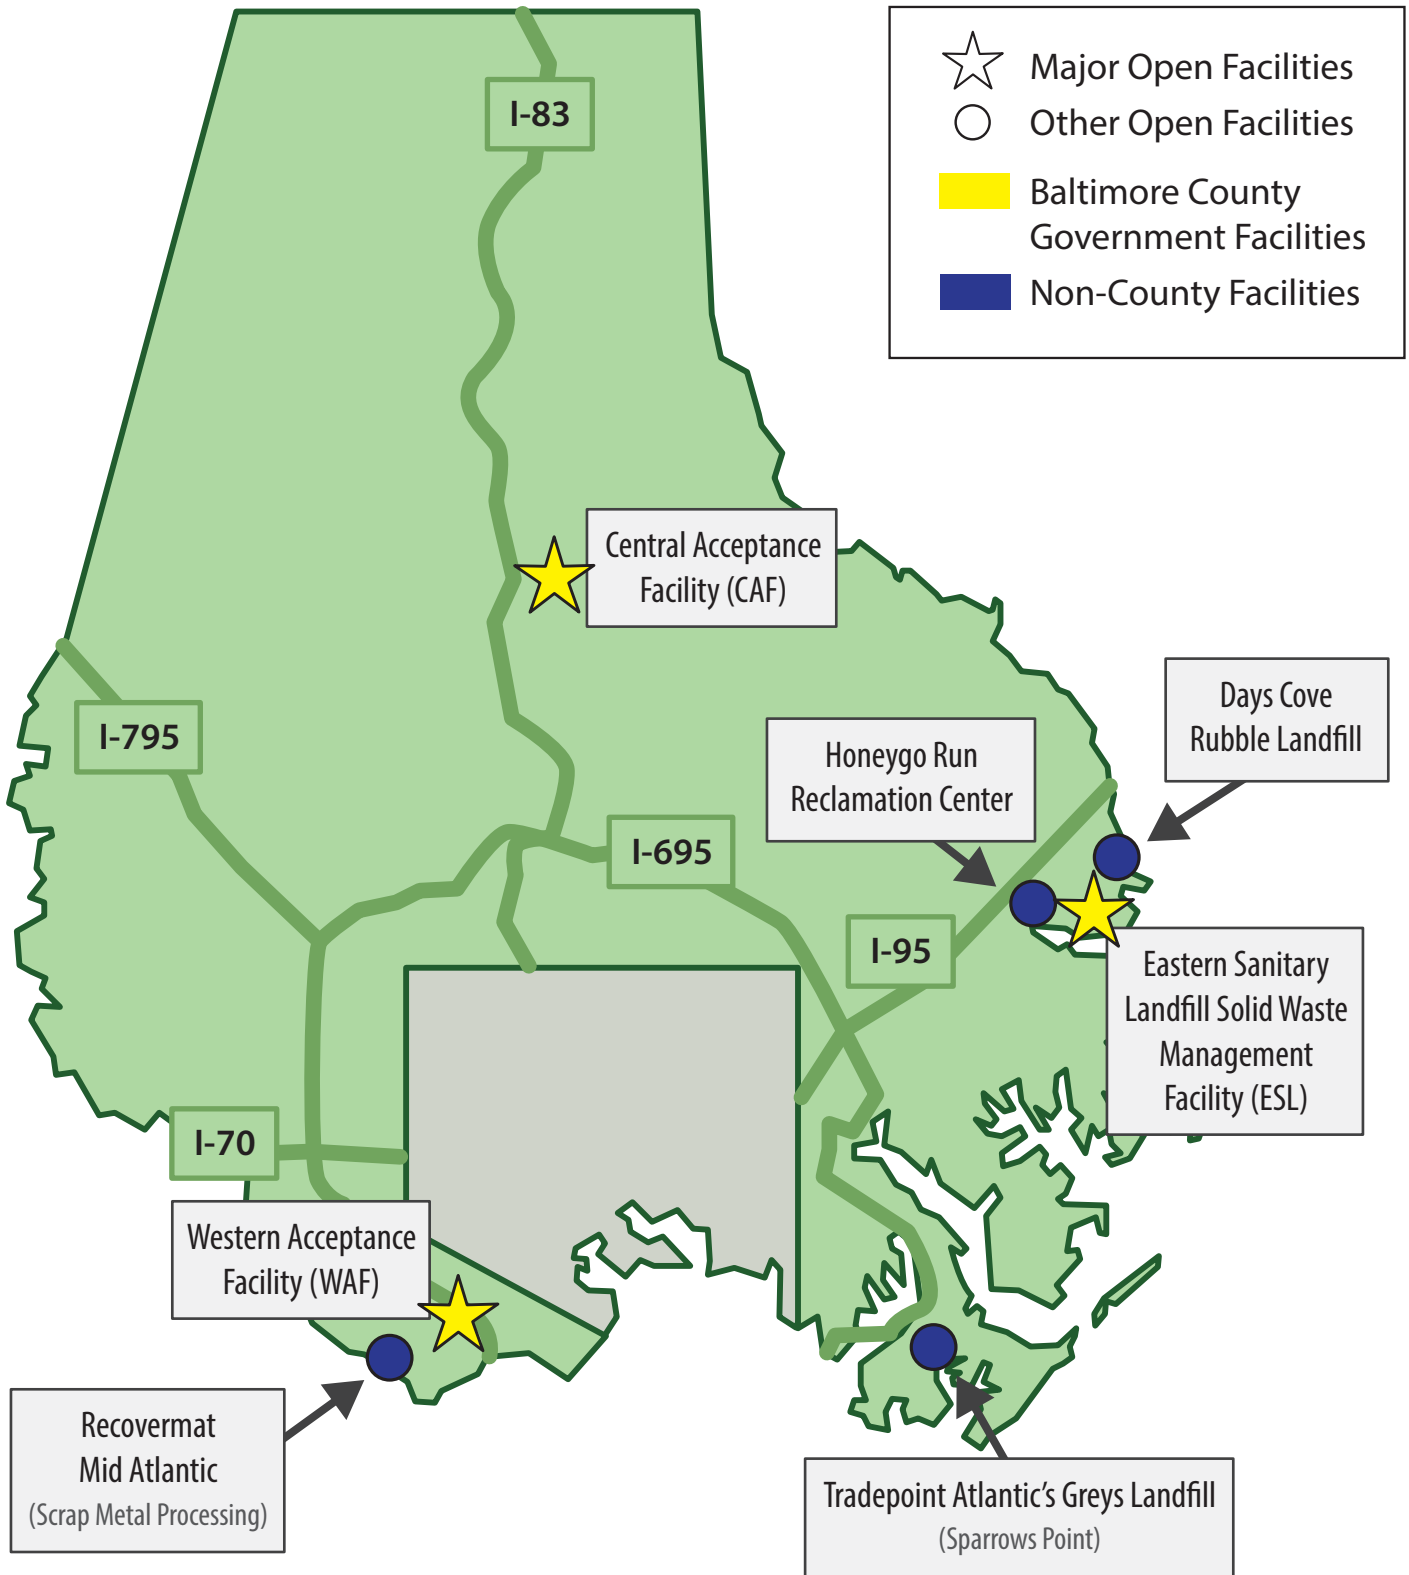 I-83
Major Open Facilities
Other Open Facilities
Baltimore County
Government Facilities
Non-County Facilities
Central Acceptance
Facility (CAF)
I-795
Honeygo Run
Reclamation Center
Days Cove
Rubble Landfill
I-695
I-95
Eastern Sanitary
Landfill Solid Waste
Management
Facility (ESL)
I-70
Western Acceptance
Facility (WAF)
Recovermat
Mid Atlantic
(Scrap Metal Processing)
Tradepoint Atlantic's Greys Landfill
(Sparrows Point)